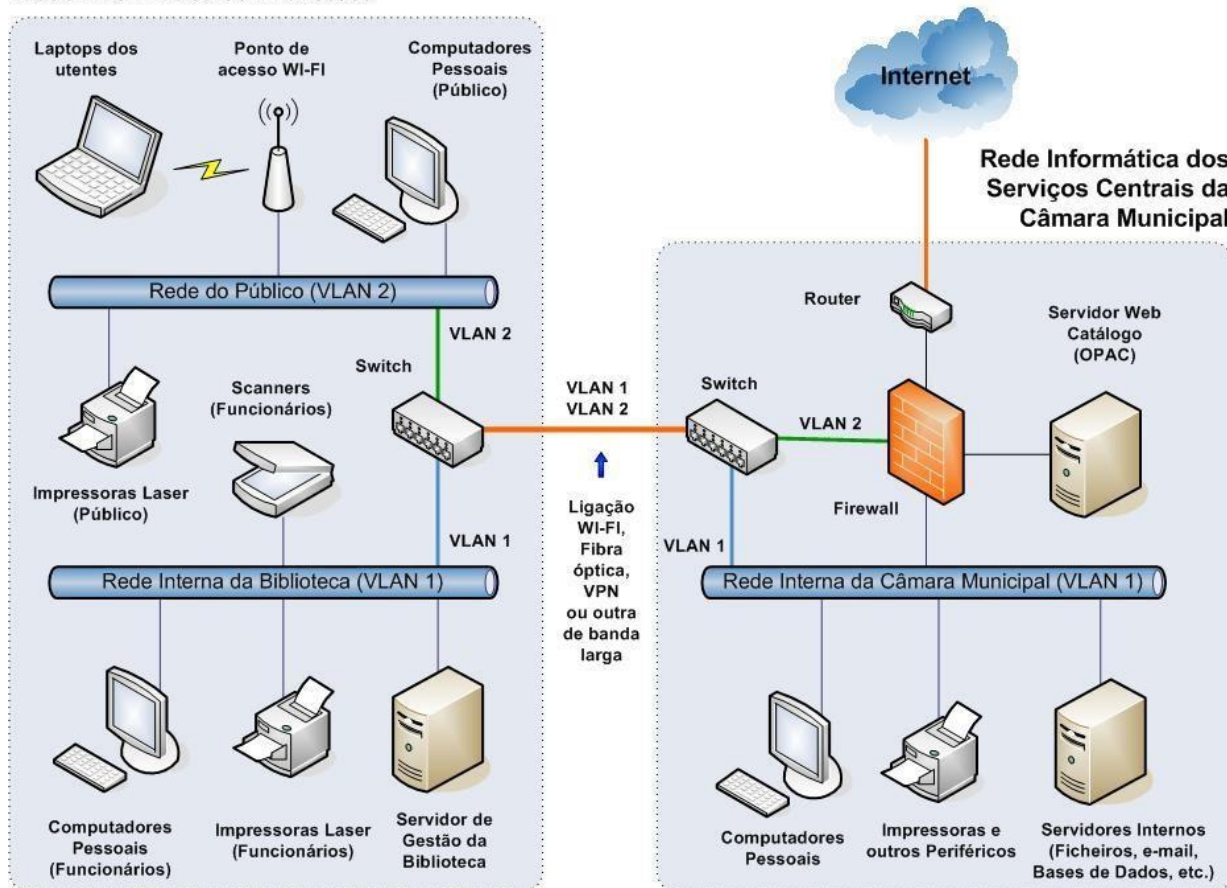 Laptops dos
utentes
Ponto de
acesso WI-FI
Computadores
Pessoais
(Público)
Rede do Público (VLAN 2)
VLAN 2
Switch
Scanners
(Funcionários)
Impressoras Laser
(Público)
VLAN 1
Rede Interna da Biblioteca (VLAN 1)
Computadores
Pessoais
(Funcionários)
Impressoras Laser
(Funcionários)
Servidor de
Gestão da
Biblioteca
VLAN 1
VLAN 2
Ligação
WI-FI,
Fibra
óptica,
VPN
ou outra
de banda
larga
Internet
Rede Informática dos
Serviços Centrais da
Câmara Municipal
Router
Servidor Web
Catálogo
(OPAC)
Switch
VLAN 2
Firewall
VLAN 1
Rede Interna da Câmara Municipal (VLAN 1)
Computadores
Pessoais
Impressoras e
outros Periféricos
Servidores Internos
(Ficheiros, e-mail,
Bases de Dados, etc.)